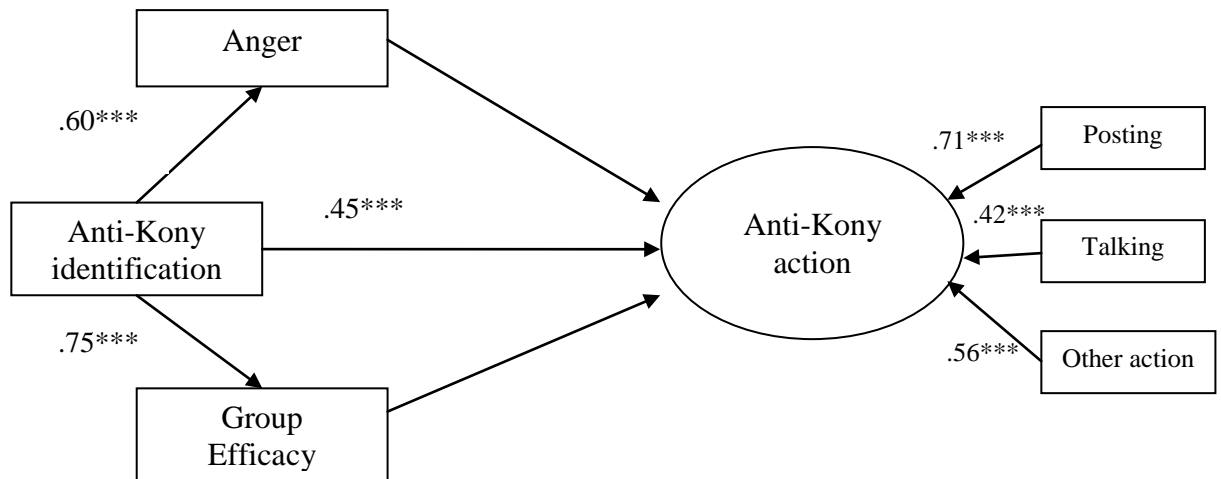 Anger
.60***
Posting
.71***
Anti-Kony
identification
.45***
Anti-Kony
action
.42***
Talking
.75***
.56***
Other action
Group
Efficacy